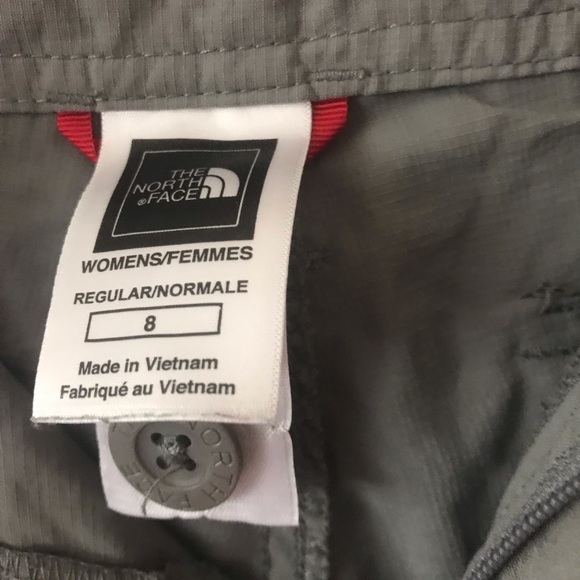 THE
NORTH
®FACE
WOMENS/FEMMES
REGULAR/NORMALE
8
Made in Vietnam
Fabriqué au Vietnam
NORTH FACE